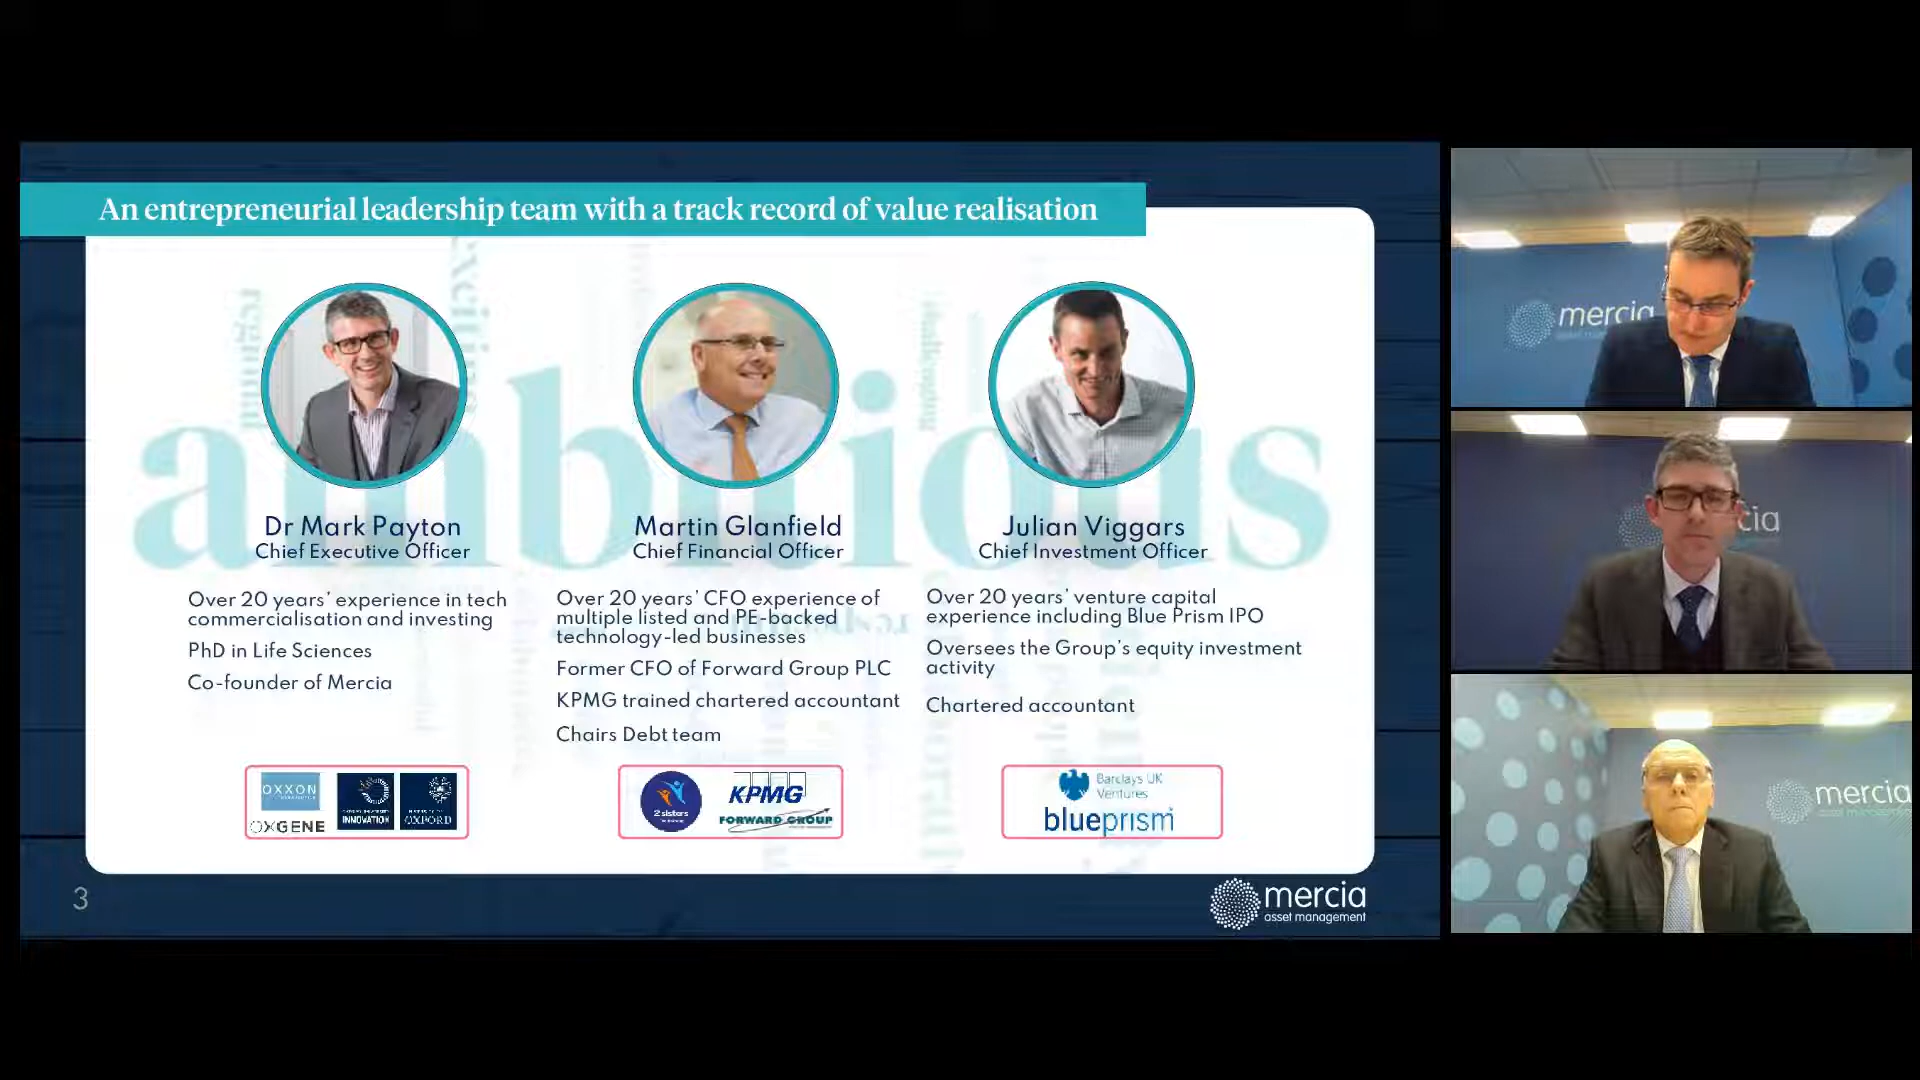 An entrepreneurial leadership team with a track record of value realisation
ambitious
regional
challenging
Dr Mark Payton
Chief Executive Officer
Over 20 years' experience in tech
commercialisation and investing
PhD in Life Sciences
Co-founder of Mercia
OXXON
OXGENE
INNOVATION
OXFORD
Martin Glanfield
Chief Financial Officer
Over 20 years' CFO experience of
multiple listed and PE-backed
technology-led businesses
Former CFO of Forward Group PLC
KPMG trained chartered accountant
Chairs Debt team
2 sisters
KPMG
FORWARD GROUP
Julian Viggars
Chief Investment Officer
Over 20 years' venture capital
experience including Blue Prism IPO
Oversees the Group's equity investment
activity
Chartered accountant
Barclays UK
Ventures
blueprism
3
mercia
asset management
mercia
cia
mercia